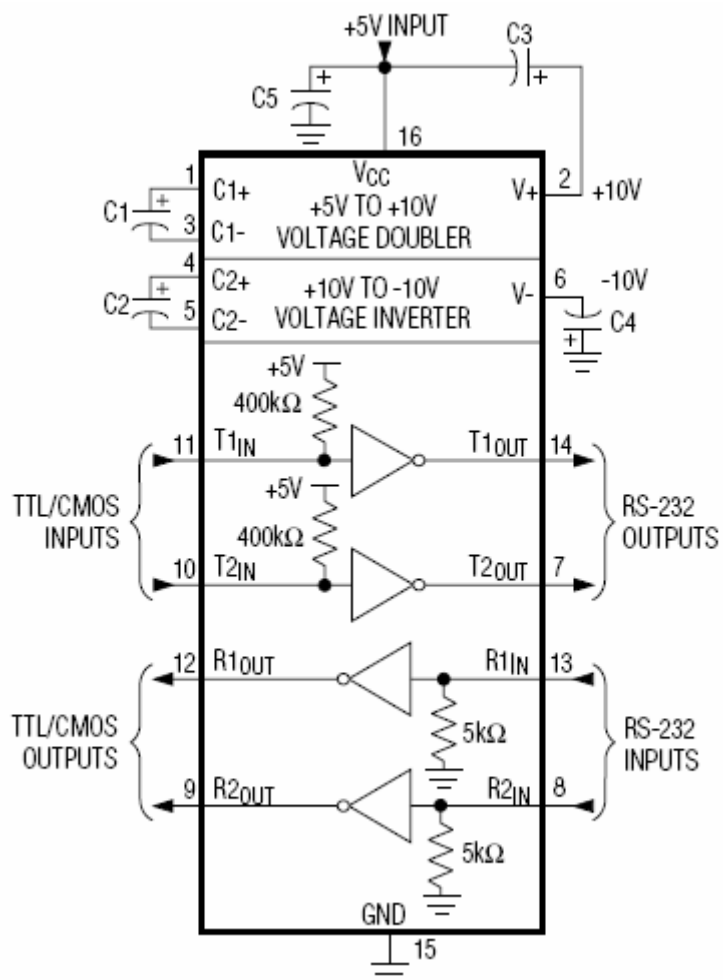 +5V INPUT
C3
+
C5
+
16
VCC
1
C1+
+5V TO +10V
V+
2
+10V
C1
+
3
C1-
VOLTAGE DOUBLER
4
C2+
+10V TO -10V
6
-10V
C2
+
V-
5
C2-
VOLTAGE INVERTER
C4
+
+5V
400kΩ
11
T1IN
T1OUT
14
+5V
TTL/CMOS
INPUTS
RS-232
OUTPUTS
400kΩ
10
T2IN
T2OUT
7
12
R1OUT
R1IN
13
TTL/CMOS
OUTPUTS
5kΩ
RS-232
INPUTS
9
R2OUT
R2IN
8
5kΩ
GND
15